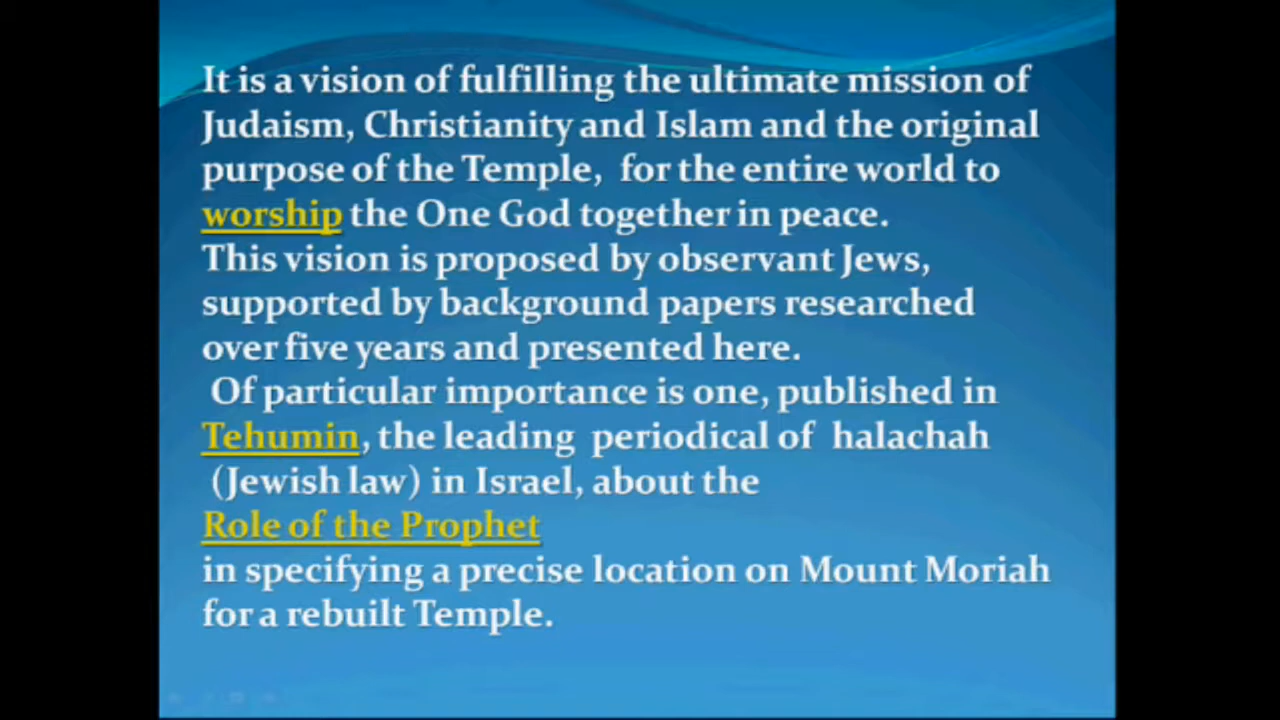 It is a vision of fulfilling the ultimate mission of
Judaism, Christianity and Islam and the original
purpose of the Temple, for the entire world to
worship the One God together in peace.
This vision is proposed by observant Jews,
supported by background papers researched
over five years and presented here.
Of particular importance is one, published in
Tehumin, the leading periodical of halachah
(Jewish law) in Israel, about the
Role of the Prophet
in specifying a precise location on Mount Moriah
for a rebuilt Temple.